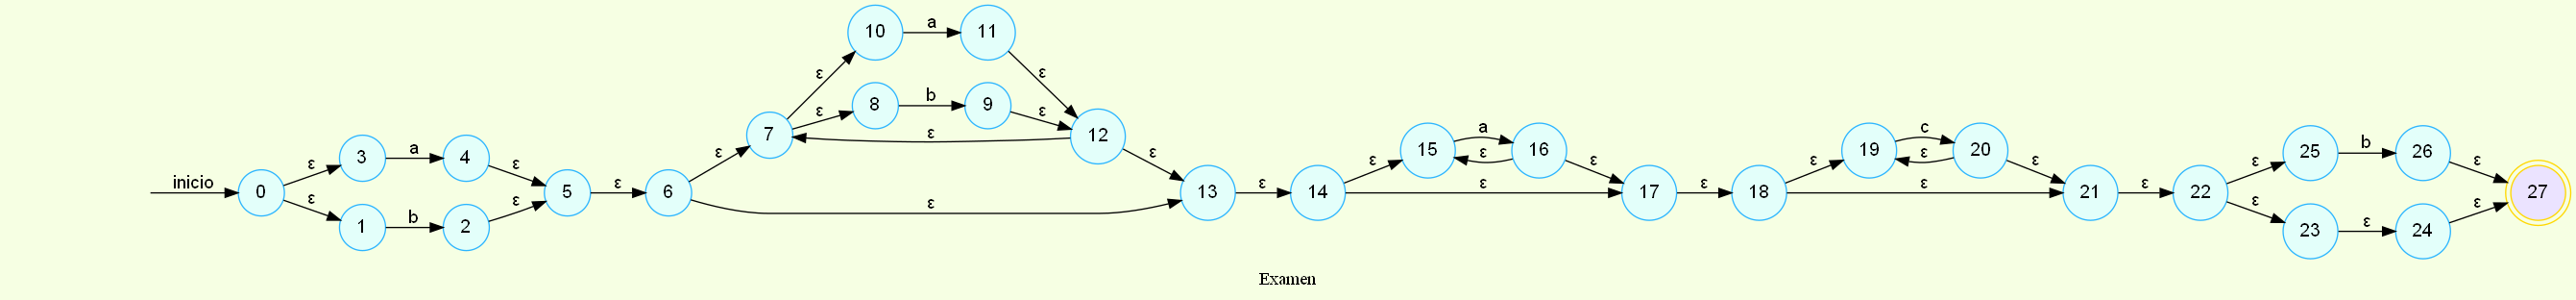 10 a 11
ε ε
8 b 9
ε ε
7 ε 12
3 a 4 ε ε
ε ε
inicio 0 5 ε 6 ε 13
ε ε
1 b 2
15 a 16
ε ε ε
14 ε 17
ε ε
18 ε 21
19 c 20
ε ε ε
ε 22
25 b 26
ε ε
27
ε ε
23 ε 24
Examen